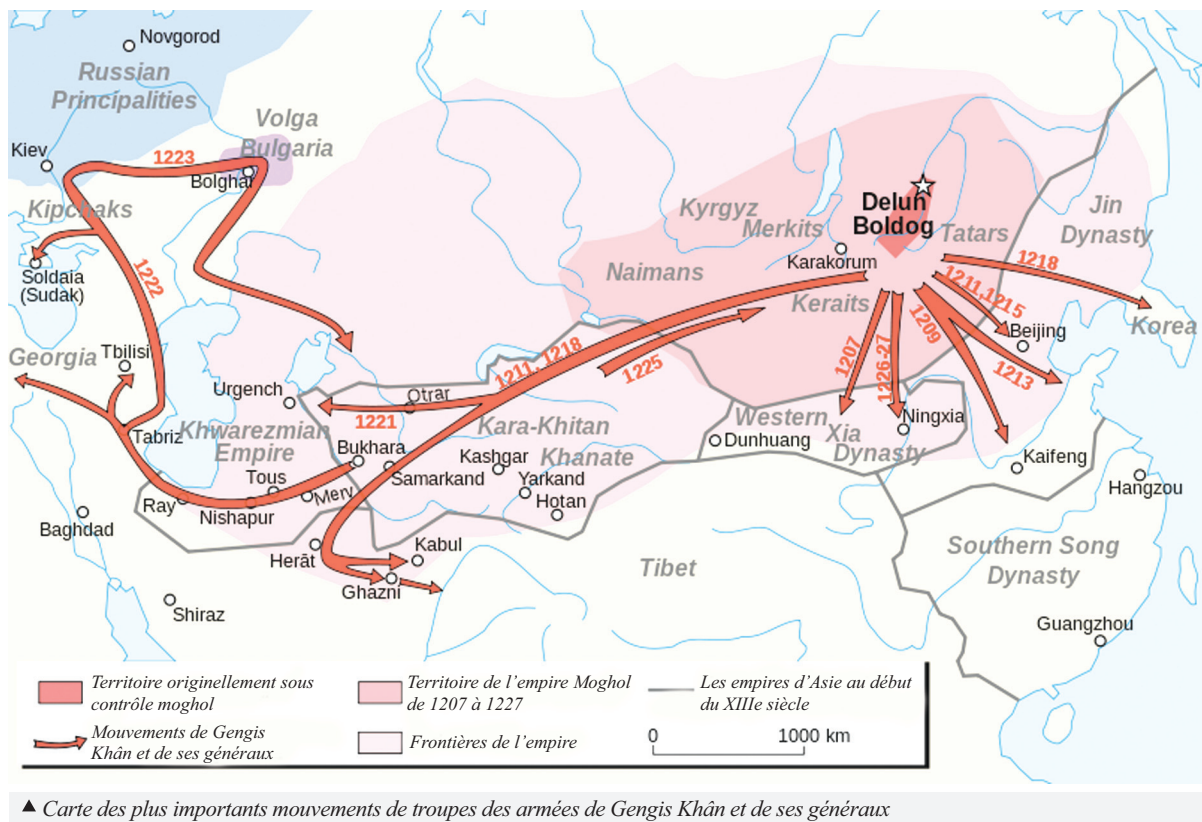 Novgorod
Russian
Principalities
Volga
Bulgaria
Kiev
1223
Bolghar
Kipchaks
Soldaia
(Sudak)
1222
Georgia
Tbilisi
Tabriz
Urgench
Khwarezmian
Empire
1221
Otrar
Bukhara
Samarkand
Kara-Khitan
Khanate
Kashgar
Yarkand
Hotan
Tous
Merv
Ray
Nishapur
Baghdad
Herāt
Kabul
Ghazni
Shiraz
Tibet
1211, 1218
1225
Naimans
Kyrgyz
Merkits
Karakorum
Keraits
Delun
Boldog
Tatars
Jin
Dynasty
1218
1211,1215
1209
1207
1226-27
1213
Beijing
Korea
Western
Xia
Dynasty
Ningxia
Dunhuang
Kaifeng
Hangzou
Southern Song
Dynasty
Guangzhou
Territoire originellement sous
contrôle moghol
Mouvements de Gengis
Khân et de ses généraux
Territoire de l’empire Moghol
de 1207 à 1227
Frontières de l’empire
Les empires d’Asie au début
du XIIIe siècle
0 1000 km
▲ Carte des plus importants mouvements de troupes des armées de Gengis Khân et de ses généraux